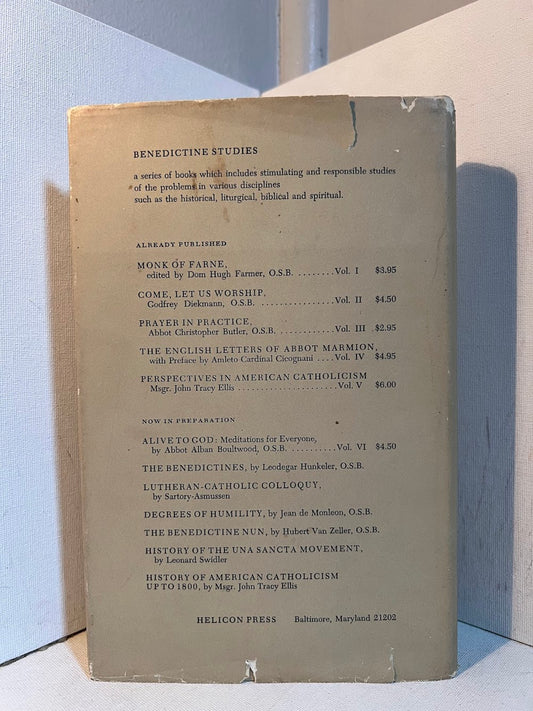 BENEDICTINE STUDIES
a series of books which includes stimulating and responsible studies
of the problems in various disciplines
such as the historical, liturgical, biblical and spiritual.
ALREADY PUBLISHED
MONK OF FARNE,
edited by Dom Hugh Farmer, O.S.B. ........Vol. I $3.95
COME, LET US WORSHIP,
Godfrey Diekmann, O.S.B. ..................Vol. II $4.50
PRAYER IN PRACTICE,
Abbot Christopher Butler, O.S.B. .............Vol. III $2.95
THE ENGLISH LETTERS OF ABBOT MARMION,
with Preface by Amleto Cardinal Cicognani ....Vol. IV $4.95
PERSPECTIVES IN AMERICAN CATHOLICISM
Msgr. John Tracy Ellis ......................Vol. V $6.00
NOW IN PREPARATION
ALIVE TO GOD: Meditations for Everyone,
by Abbot Alban Boultwood, O.S.B. ..........Vol. VI $4.50
THE BENEDICTINES, by Leodegar Hunkeler, O.S.B.
LUTHERAN-CATHOLIC COLLOQUY,
by Sartory-Asmussen
DEGREES OF HUMILITY, by Jean de Monleon, O.S.B.
THE BENEDICTINE NUN, by Hubert Van Zeller, O.S.B.
HISTORY OF THE UNA SANCTA MOVEMENT,
by Leonard Swidler
HISTORY OF AMERICAN CATHOLICISM
UP TO 1800, by Msgr. John Tracy Ellis
HELICON PRESS Baltimore, Maryland 21202